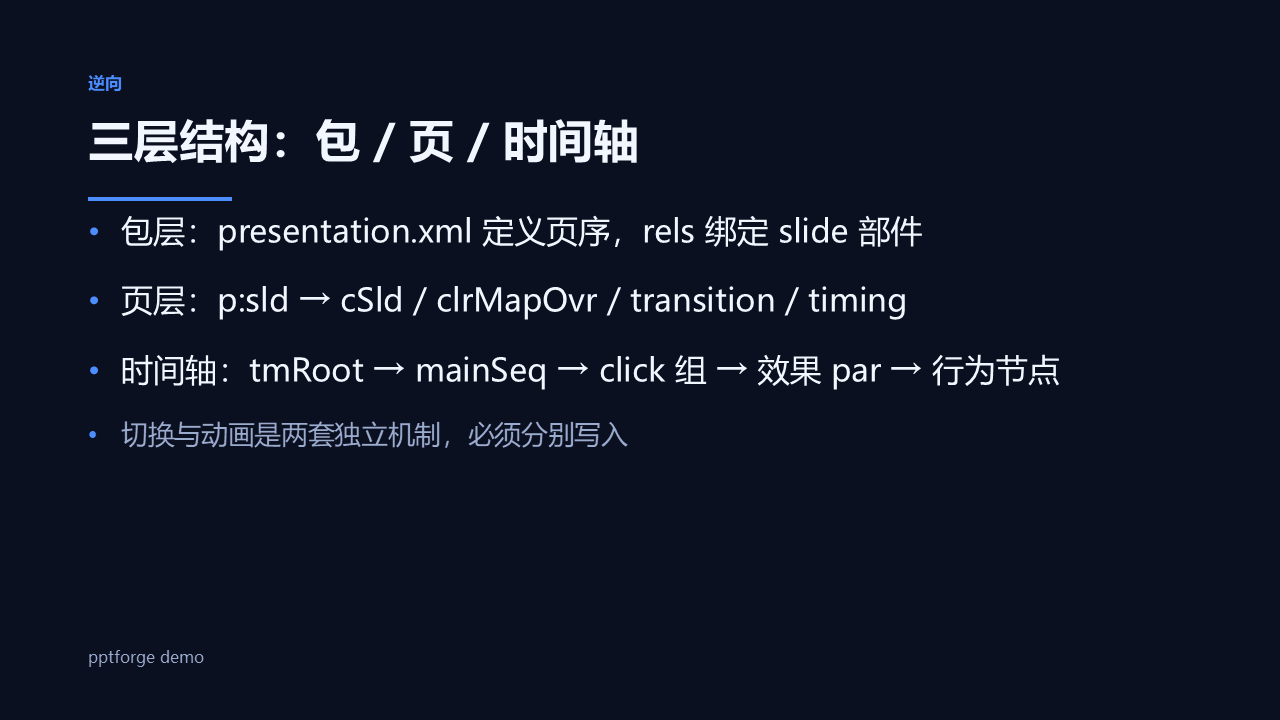 逆向
三层结构：包 / 页 / 时间轴
• 包层：presentation.xml 定义页序，rels 绑定 slide 部件
• 页层：p:sld → cSld / clrMapOvr / transition / timing
• 时间轴：tmRoot → mainSeq → click 组 → 效果 par → 行为节点
• 切换与动画是两套独立机制，必须分别写入
pptforge demo